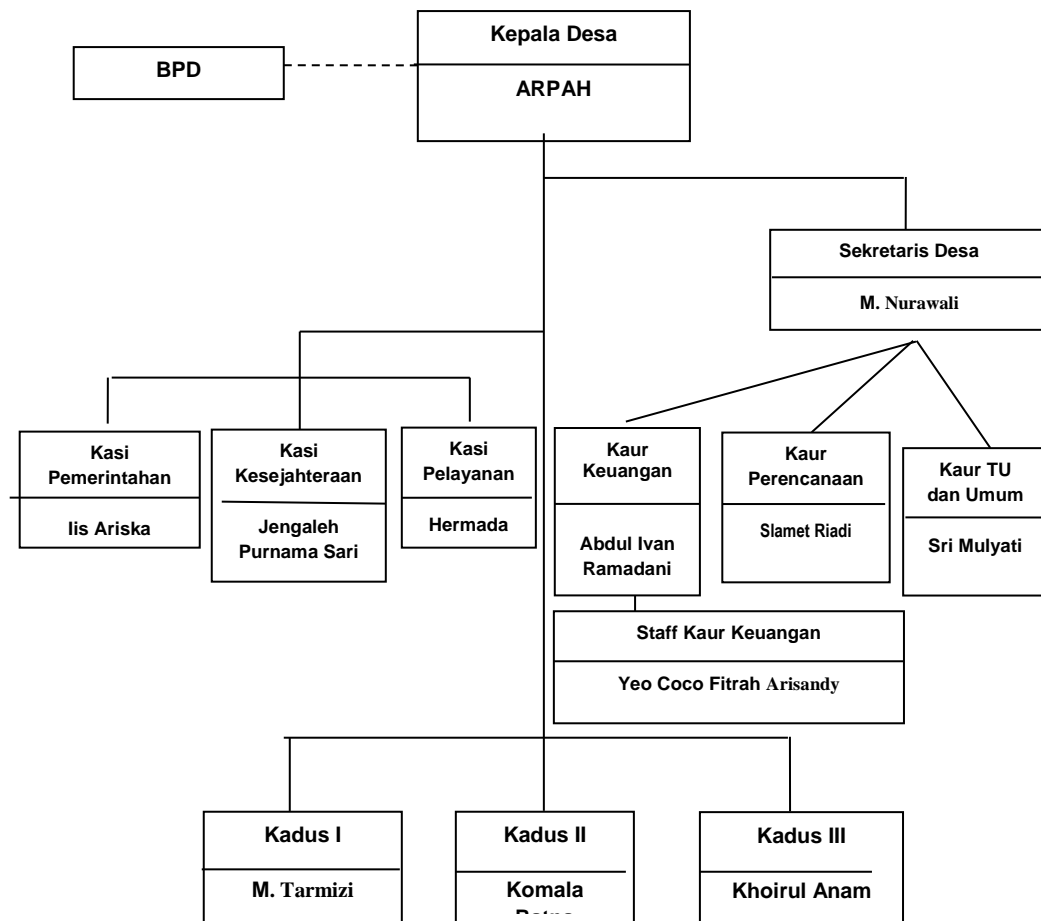 Kepala Desa
ARPAH
BPD
Sekretaris Desa
M. Nurawali
Kasi
Pemerintahan
Iis Ariska
Kasi
Kesejahteraan
Jengaleh
Purnama Sari
Kasi
Pelayanan
Hermada
Kaur
Keuangan
Abdul Ivan
Ramadani
Kaur
Perencanaan
Slamet Riadi
Kaur TU
dan Umum
Sri Mulyati
Staff Kaur Keuangan
Yeo Coco Fitrah Arisandy
Kadus I
M. Tarmizi
Kadus II
Komala
Kadus III
Khoirul Anam